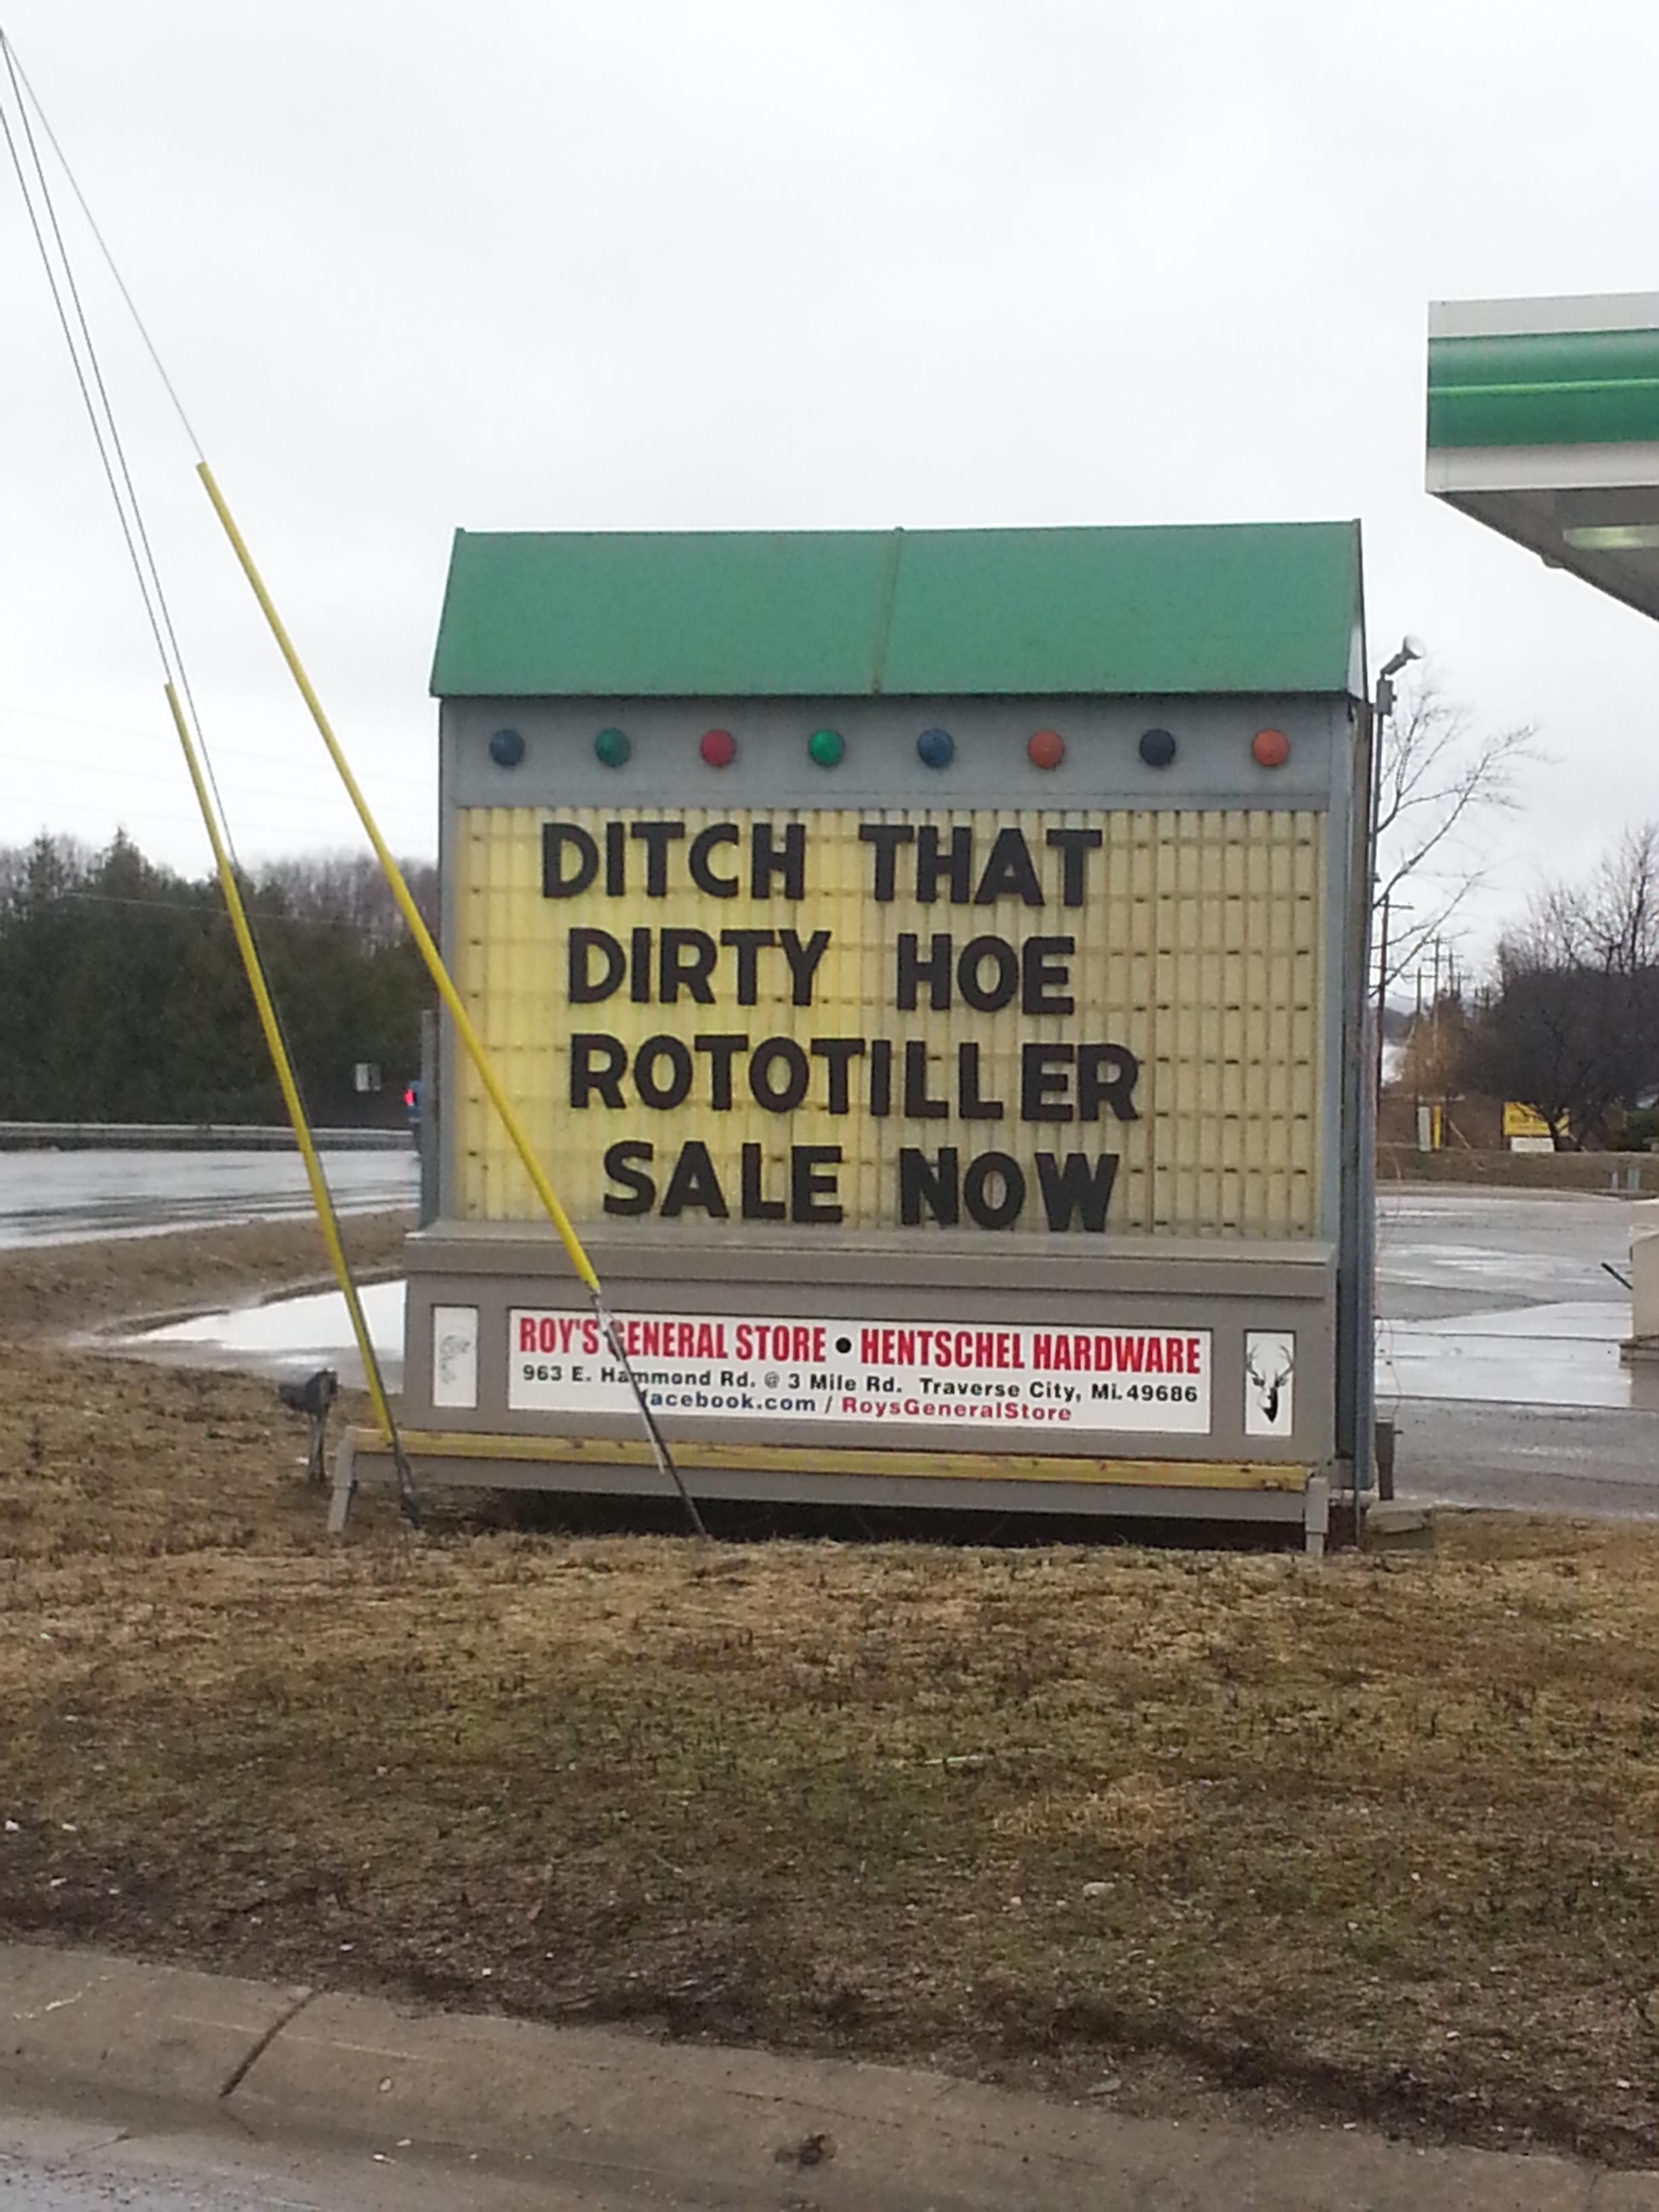 DITCH THAT
DIRTY HOE
ROTOTILLER
SALE NOW
ROY'S GENERAL STORE • HENTSCHEL HARDWARE
963 E. Hammond Rd. @ 3 Mile Rd. Traverse City, Mi. 49686
facebook.com / RoysGeneralStore